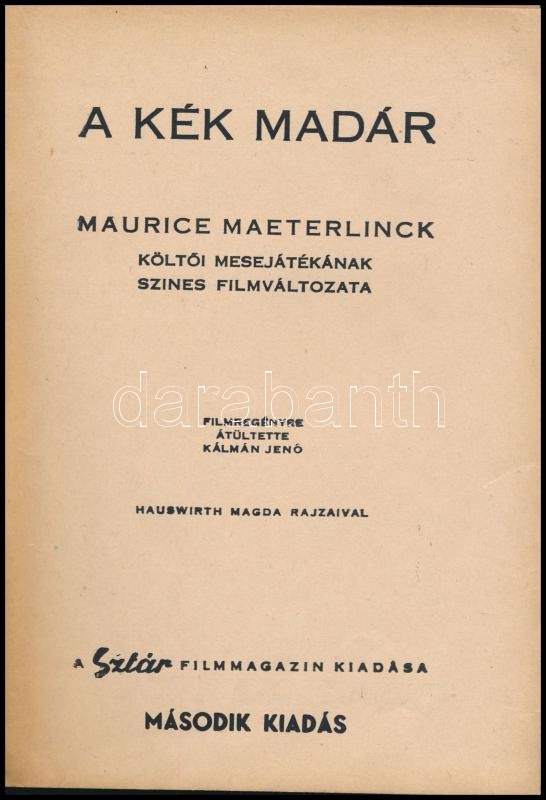 A KÉK MADÁR
MAURICE MAETERLINCK
KÖLTŐI MESEJÁTÉKÁNAK
SZINES FILMVÁLTOZATA
darabanth
FILMREGÉNYRE
ÁTÜLTETTE
KÁLMÁN JENŐ
HAUSWIRTH MAGDA RAJZAIVAL
A Sztár FILMMAGAZIN KIADÁSA
MÁSODIK KIADÁS